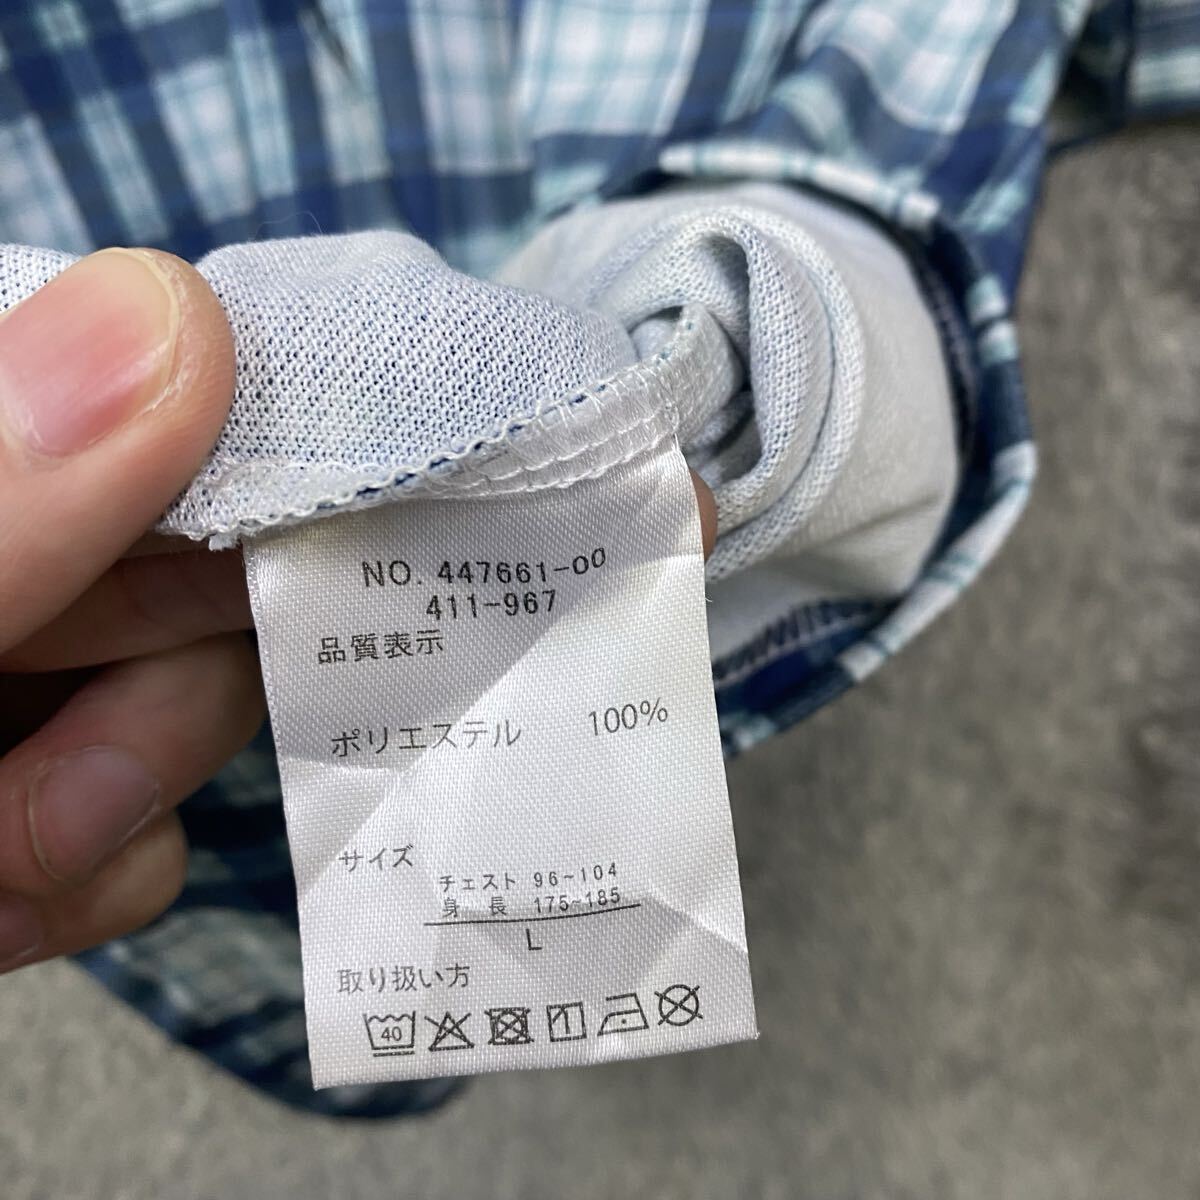 NO. 447661-00
411-967
品質表示
ポリエステル 100%
サイズ
チェスト 96~104
身 長 175~185
L
取り扱い方
40